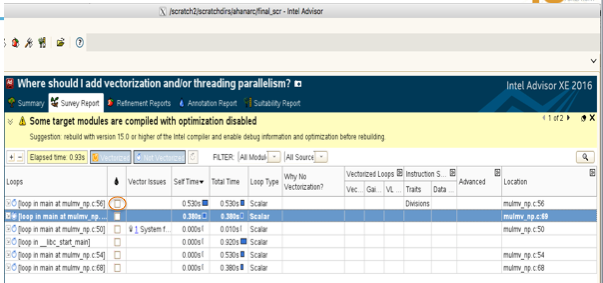 /scratch2/scratchdirs/ahanarc/final_scr - Intel Advisor
Where should I add vectorization and/or threading parallelism?
Intel Advisor XE 2016
Summary Survey Report Refinement Reports Annotation Report Suitability Report
Some target modules are compiled with optimization disabled
1 of 2
Suggestion: rebuild with version 15.0 or higher of the Intel compiler and enable debug information and optimization before rebuilding.
Elapsed time: 0.93s Vectorized Not Vectorized FILTER: All Modul All Source
Loops Vector Issues Self Time Total Time Loop Type Why No Vectorization? Vectorized Loops Instruction S... Advanced Location
Vec... Gai... VL ... Traits Data ...
[loop in main at mulmv_np.c:56] 0.530s 0.530s Scalar Divisions mulmv_np.c:56
[loop in main at mulmv_np.... 0.380s 0.380s Scalar mulmv_np.c:69
[loop in main at mulmv_np.c:50] 1 System f... 0.000s 0.010s Scalar mulmv_np.c:50
[loop in __libc_start_main] 0.000s 0.920s Scalar
[loop in main at mulmv_np.c:54] 0.000s 0.530s Scalar mulmv_np.c:54
[loop in main at mulmv_np.c:68] 0.000s 0.380s Scalar mulmv_np.c:68